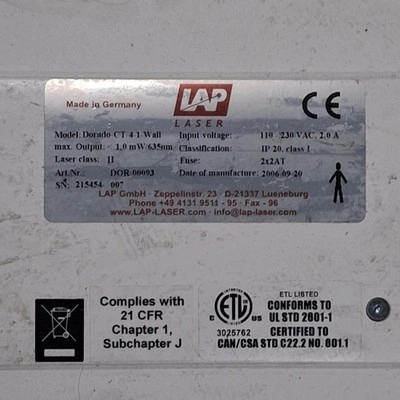 LAP
LASER
Made in Germany
CE
Model: Dorado CT 4 1 Wall Input voltage: 110 - 230 VAC, 2.0 A
max. Output: < 1,0 mW 635nm Classification: IP 20, class I
Laser class: II Fuse: 2x2AT
Art.Nr.: DOR-00093 Date of manufacture: 2006-09-20
SN: 215454 007
LAP GmbH · Zeppelinstr. 23 · D-21337 Lueneburg
Phone +49 4131 9511 - 95 · Fax - 96
www.LAP-LASER.com · info@lap-laser.com
Complies with
21 CFR
Chapter 1,
Subchapter J
ETL
C US
3025762
ETL LISTED
CONFORMS TO
UL STD 2601-1
CERTIFIED TO
CAN/CSA STD C22.2 NO. 601.1